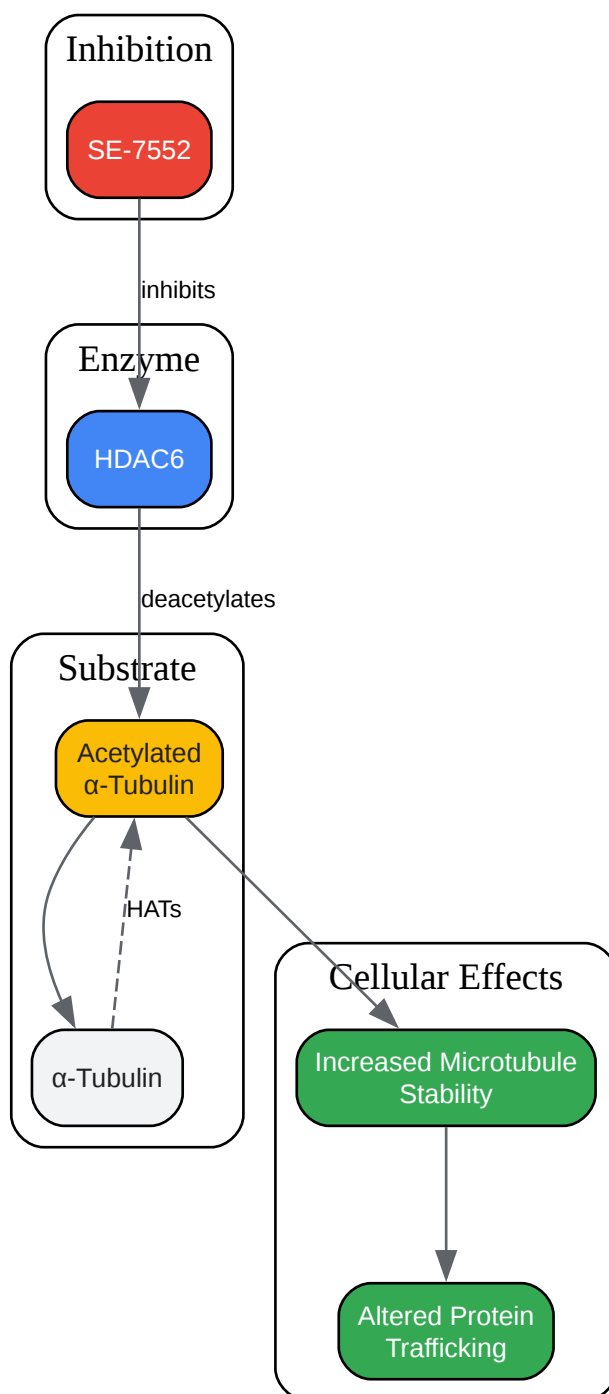 Inhibition
SE-7552
inhibits
Enzyme
HDAC6
deacetylates
Substrate
Acetylated
α-Tubulin
HATs
α-Tubulin
Cellular Effects
Increased Microtubule
Stability
Altered Protein
Trafficking